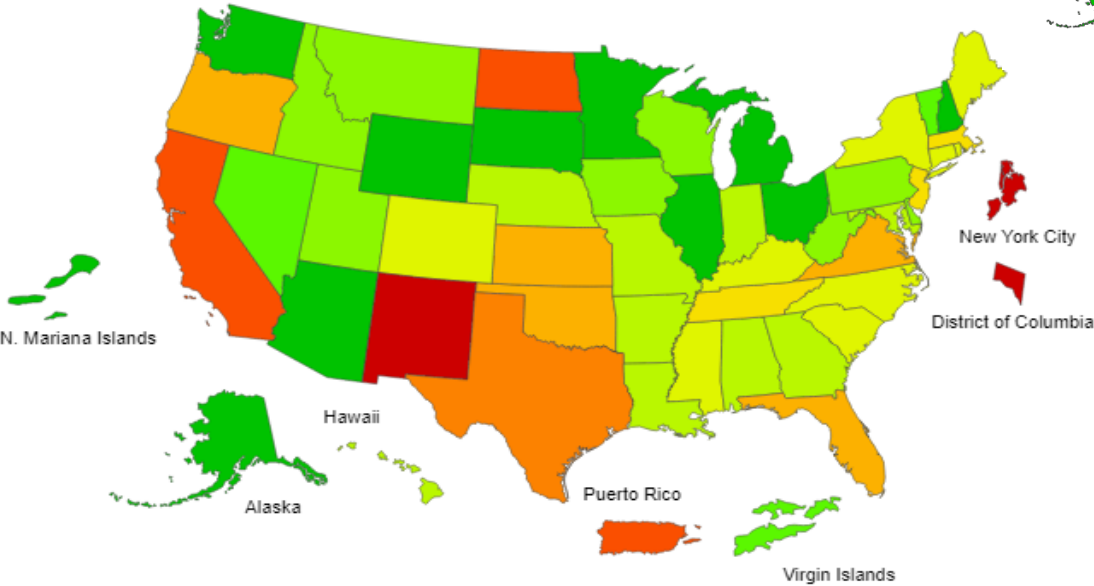 New York City
District of Columbia
N. Mariana Islands
Hawaii
Alaska
Puerto Rico
Virgin Islands